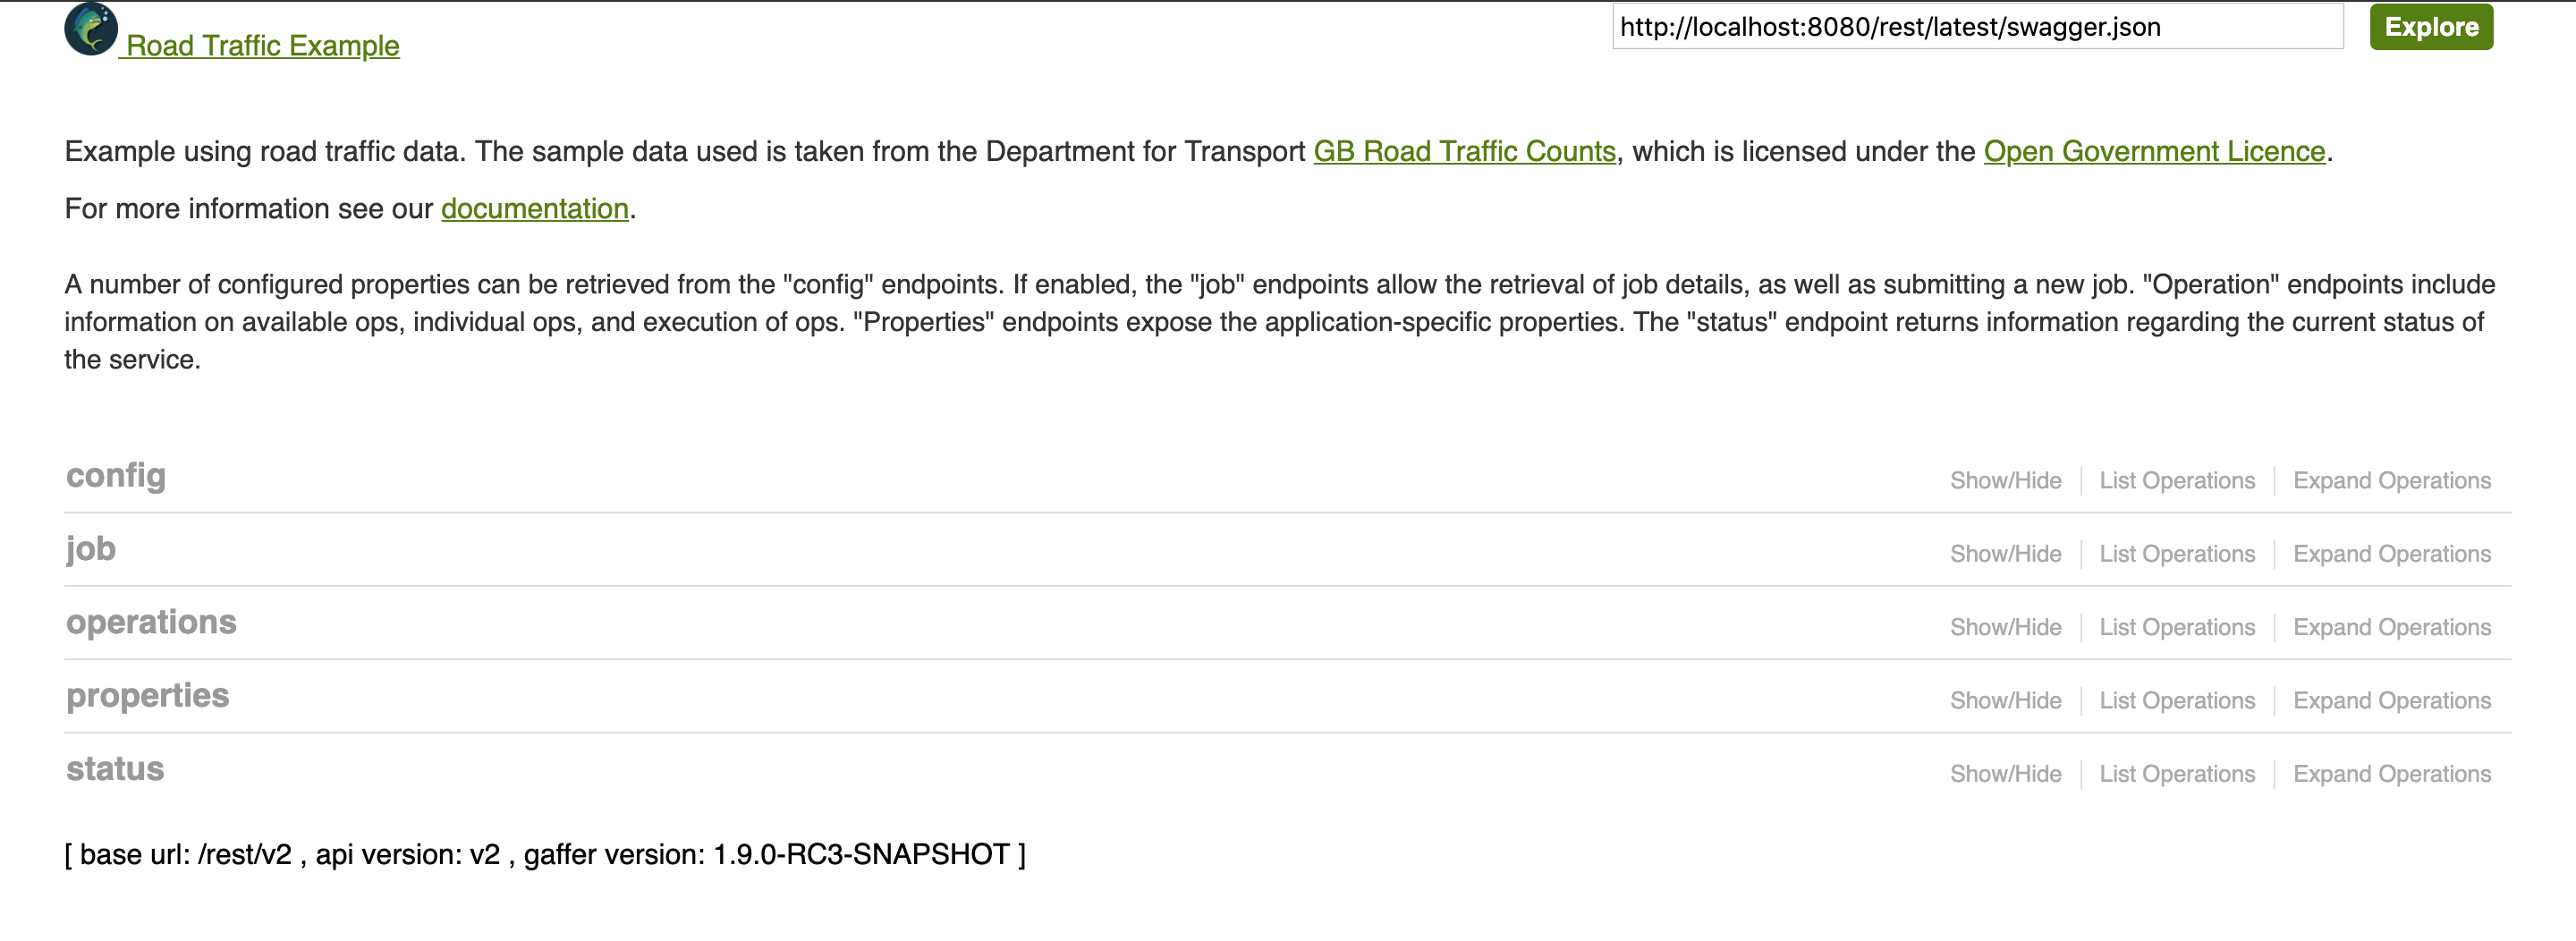 Road Traffic Example
http://localhost:8080/rest/latest/swagger.json
Explore
Example using road traffic data. The sample data used is taken from the Department for Transport GB Road Traffic Counts, which is licensed under the Open Government Licence.
For more information see our documentation.
A number of configured properties can be retrieved from the "config" endpoints. If enabled, the "job" endpoints allow the retrieval of job details, as well as submitting a new job. "Operation" endpoints include
information on available ops, individual ops, and execution of ops. "Properties" endpoints expose the application-specific properties. The "status" endpoint returns information regarding the current status of
the service.
config Show/Hide List Operations Expand Operations
job Show/Hide List Operations Expand Operations
operations Show/Hide List Operations Expand Operations
properties Show/Hide List Operations Expand Operations
status Show/Hide List Operations Expand Operations
[ base url: /rest/v2 , api version: v2 , gaffer version: 1.9.0-RC3-SNAPSHOT ]